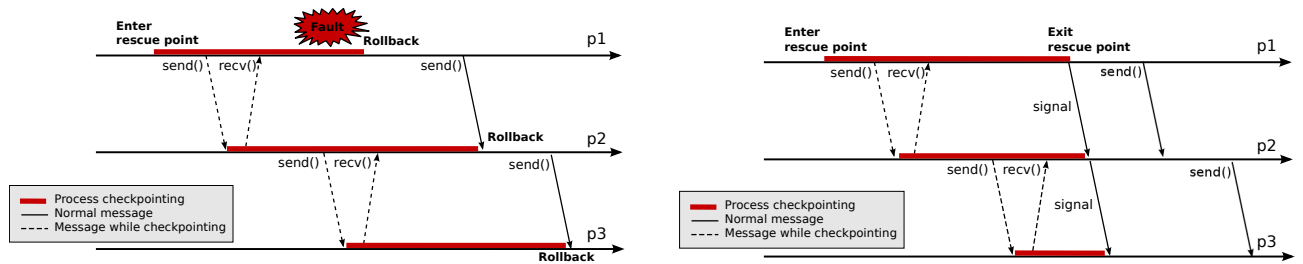 Enter
rescue point
Fault
Rollback
p1
send()
recv()
send()
Rollback
p2
send()
recv()
send()
Process checkpointing
Normal message
Message while checkpointing
p3
Rollback
Enter
rescue point
Exit
rescue point
p1
send()
recv()
send()
signal
p2
send()
recv()
send()
signal
Process checkpointing
Normal message
Message while checkpointing
p3